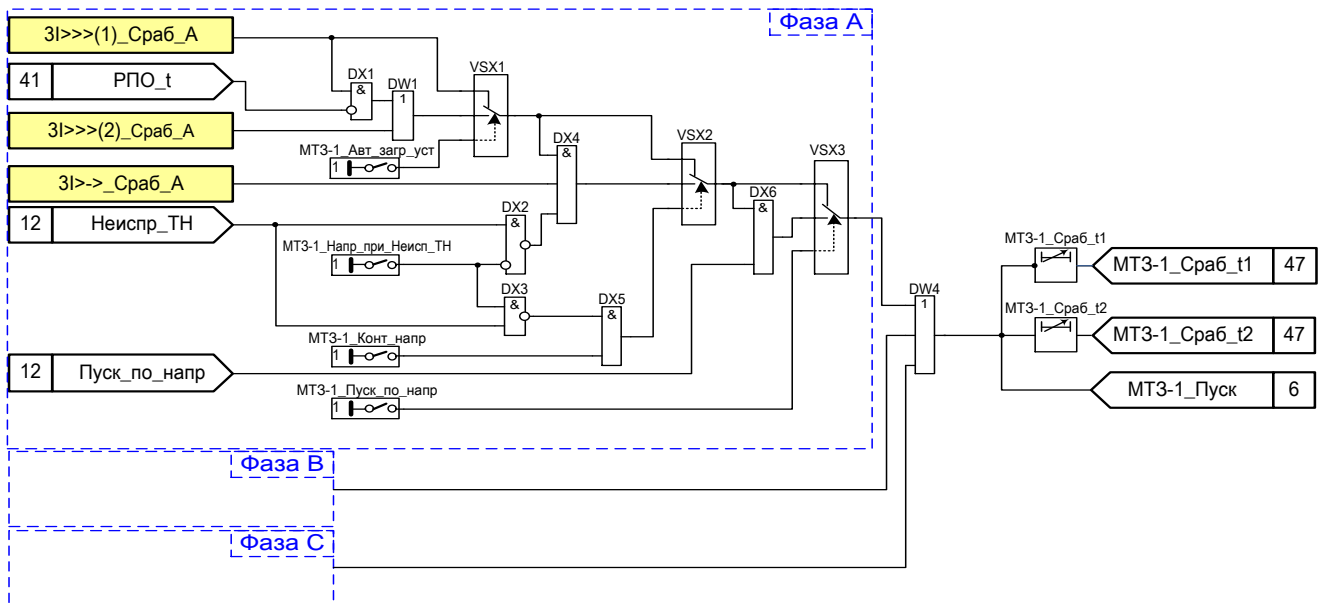 Фаза А
3I>>>(1)_Сраб_А
41 РПО_t
DX1
&
DW1
1
VSX1
3I>>>(2)_Сраб_А
МТЗ-1_Авт_загр_уст
1
DX4
&
VSX2
VSX3
3I>->_Сраб_А
12 Неиспр_ТН
DX2
&
DX6
&
МТЗ-1_Напр_при_Неисп_ТН
1
DX3
&
DX5
&
МТЗ-1_Конт_напр
1
12 Пуск_по_напр
МТЗ-1_Пуск_по_напр
1
DW4
1
МТЗ-1_Сраб_t1
МТЗ-1_Сраб_t1 47
МТЗ-1_Сраб_t2
МТЗ-1_Сраб_t2 47
МТЗ-1_Пуск 6
Фаза В
Фаза С